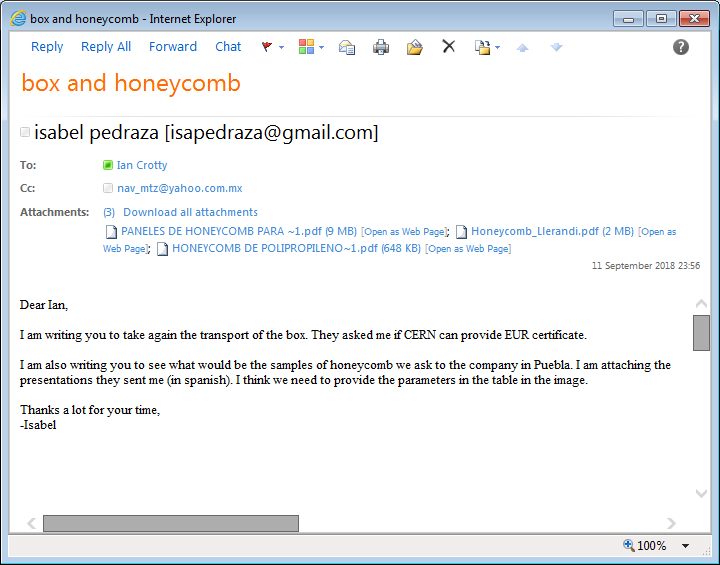 box and honeycomb - Internet Explorer
Reply Reply All Forward Chat
box and honeycomb
isabel pedraza [isapedraza@gmail.com]
To: Ian Crotty
Cc: nav_mtz@yahoo.com.mx
Attachments: (3) Download all attachments
PANELES DE HONEYCOMB PARA ~1.pdf (9 MB) [Open as Web Page]; Honeycomb_Llerandi.pdf (2 MB) [Open as
Web Page]; HONEYCOMB DE POLIPROPILENO~1.pdf (648 KB) [Open as Web Page]
11 September 2018 23:56
Dear Ian,
I am writing you to take again the transport of the box. They asked me if CERN can provide EUR certificate.
I am also writing you to see what would be the samples of honeycomb we ask to the company in Puebla. I am attaching the
presentations they sent me (in spanish). I think we need to provide the parameters in the table in the image.
Thanks a lot for your time,
-Isabel
100%